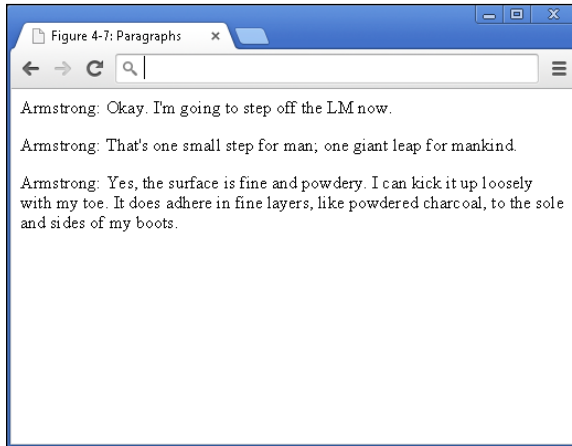 Figure 4-7: Paragraphs
Armstrong: Okay. I'm going to step off the LM now.
Armstrong: That's one small step for man; one giant leap for mankind.
Armstrong: Yes, the surface is fine and powdery. I can kick it up loosely
with my toe. It does adhere in fine layers, like powdered charcoal, to the sole
and sides of my boots.